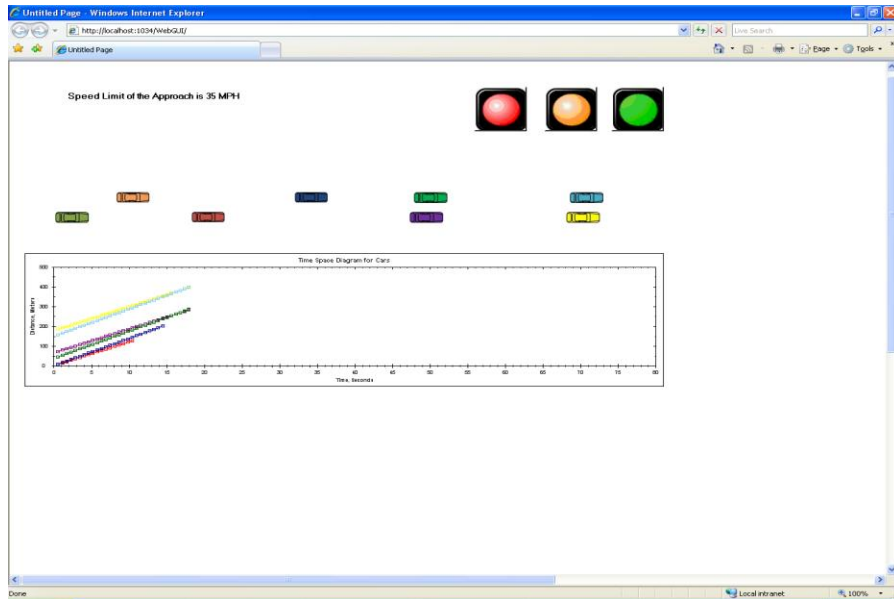 Untitled Page - Windows Internet Explorer
http://localhost:1034/WebGUI/
Live Search
Untitled Page
Page
Tools
Speed Limit of the Approach is 35 MPH
Time Space Diagram for Cars
500
400
300
200
100
0
Distance, Meters
0 5 10 15 20 25 30 35 40 45 50 55 60 65 70 75 80
Time, Seconds
Done
Local intranet
100%